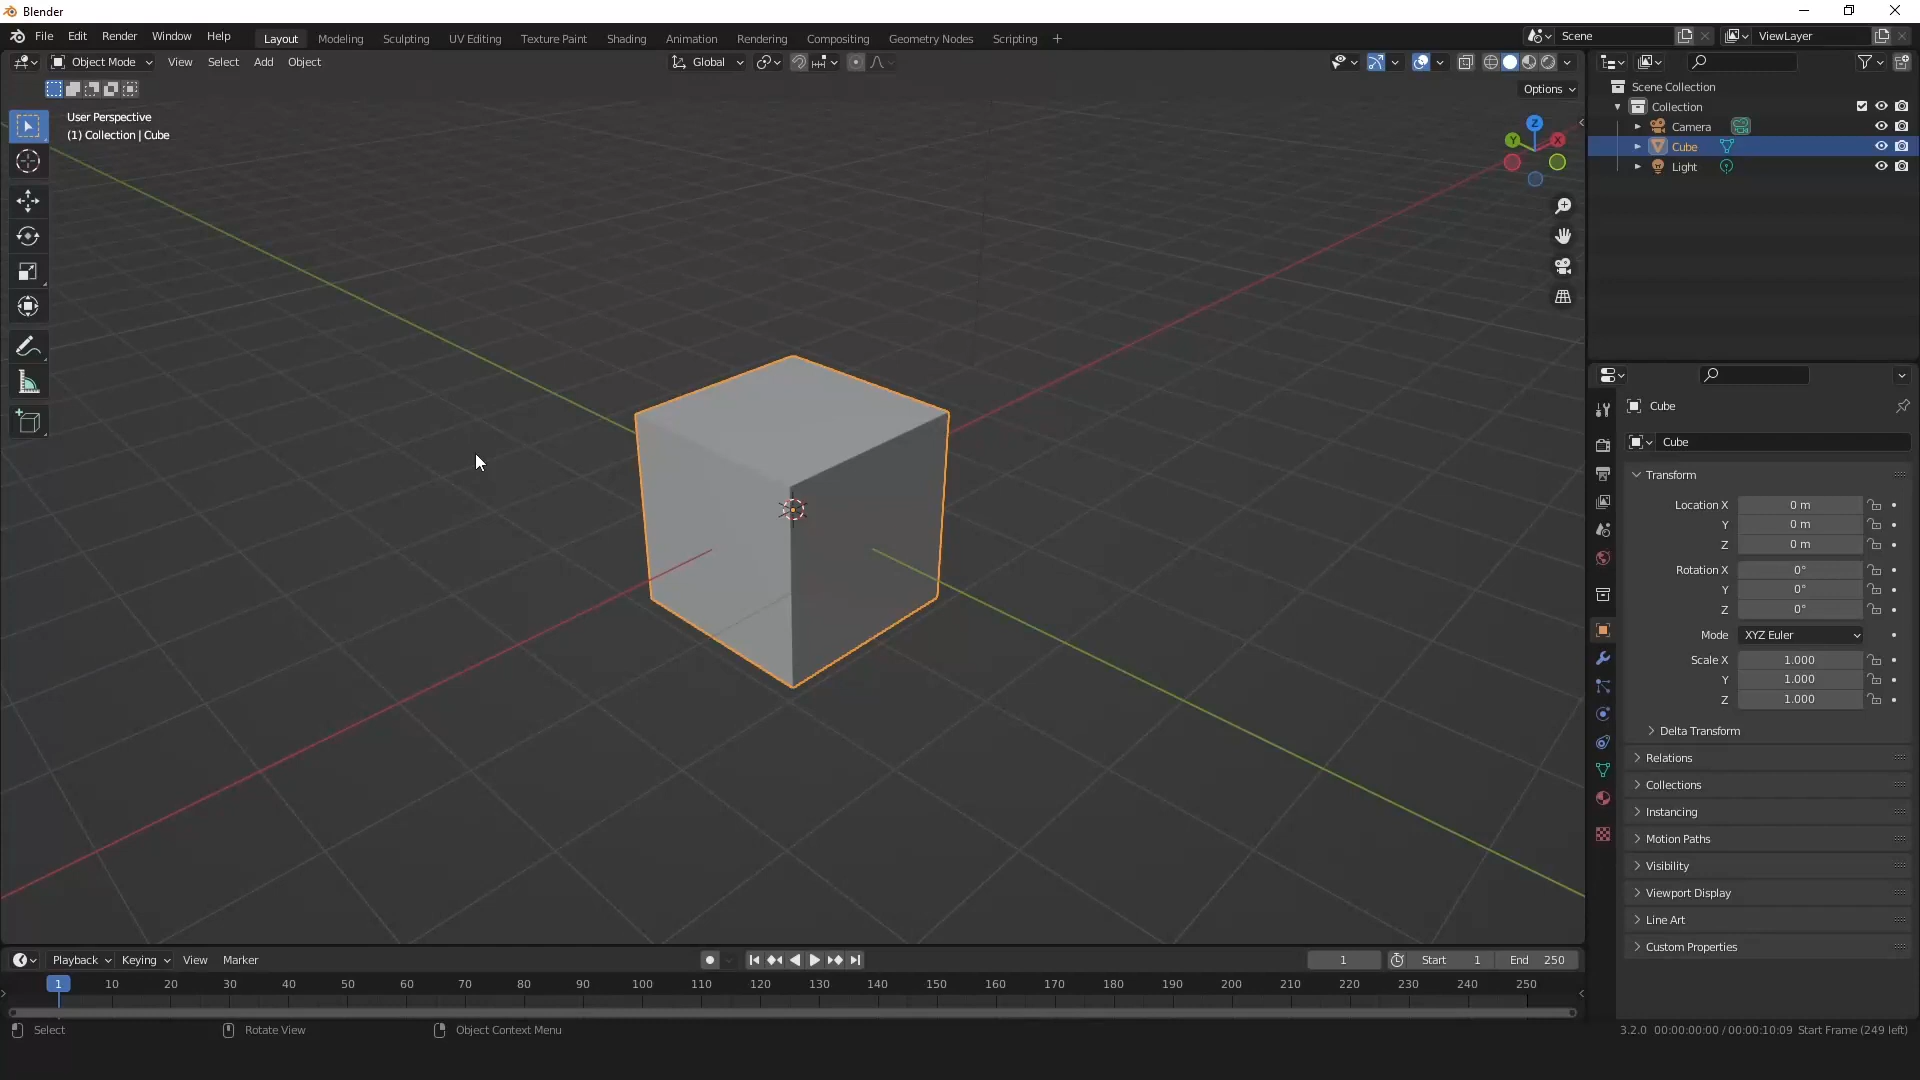 Blender
File Edit Render Window Help Layout Modeling Sculpting UV Editing Texture Paint Shading Animation Rendering Compositing Geometry Nodes Scripting + Scene ViewLayer
Object Mode View Select Add Object Global
Options
User Perspective
(1) Collection | Cube
Z
Y X
Scene Collection
Collection
Camera
Cube
Light
Cube
Cube
Transform
Location X 0 m
Y 0 m
Z 0 m
Rotation X 0°
Y 0°
Z 0°
Mode XYZ Euler
Scale X 1.000
Y 1.000
Z 1.000
Delta Transform
Relations
Collections
Instancing
Motion Paths
Visibility
Viewport Display
Line Art
Custom Properties
Playback Keying View Marker 1 Start 1 End 250
1 10 20 30 40 50 60 70 80 90 100 110 120 130 140 150 160 170 180 190 200 210 220 230 240 250
Select Rotate View Object Context Menu 3.2.0 00:00:00:00 / 00:00:10:09 Start Frame (249 left)